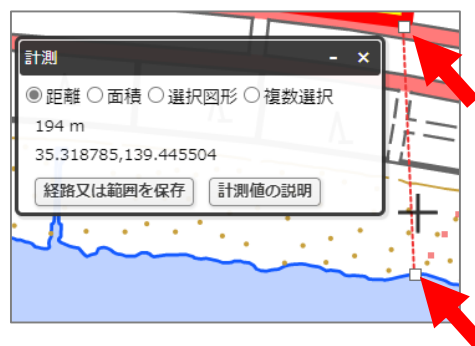 計測 - ×
距離 面積 選択図形 複数選択
194 m
35.318785,139.445504
経路又は範囲を保存 計測値の説明